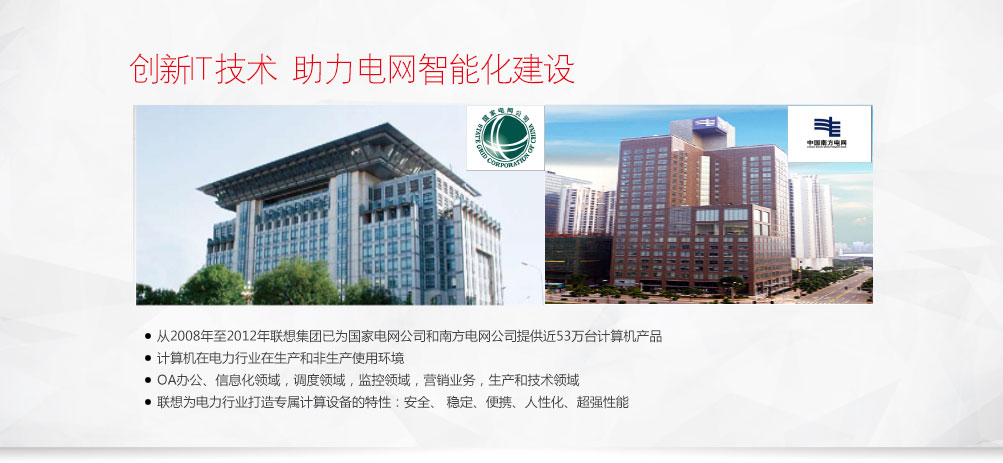 创新IT技术 助力电网智能化建设
国家电网公司
STATE GRID CORPORATION OF CHINA
中国南方电网
● 从2008年至2012年联想集团已为国家电网公司和南方电网公司提供近53万台计算机产品
● 计算机在电力行业在生产和非生产使用环境
● OA办公、信息化领域，调度领域，监控领域，营销业务，生产和技术领域
● 联想为电力行业打造专属计算设备的特性：安全、 稳定、便携、人性化、超强性能